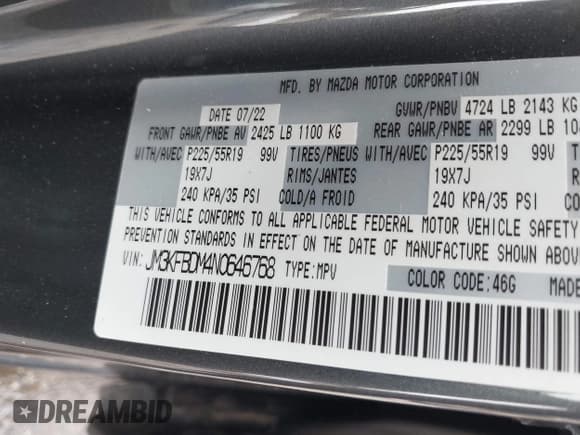 MFD. BY MAZDA MOTOR CORPORATION
DATE 07/22 GVWR/PNBV 4724 LB 2143 KG
FRONT GAWR/PNBE AV 2425 LB 1100 KG REAR GAWR/PNBE AR 2299 LB
WITH/AVEC P225/55R19 99V TIRES/PNEUS WITH/AVEC P225/55R19 99V
19X7J RIMS/JANTES 19X7J
240 KPA/35 PSI COLD/A FROID 240 KPA/35 PSI
THIS VEHICLE CONFORMS TO ALL APPLICABLE FEDERAL MOTOR VEHICLE SAFETY
PREVENTION STANDARDS IN EFFECT ON THE DATE OF MANUFACTURE SHOWN ABOVE
VIN: JM3KFBDM4N0646768 TYPE: MPV
COLOR CODE: 46G MADE
DREAMBID